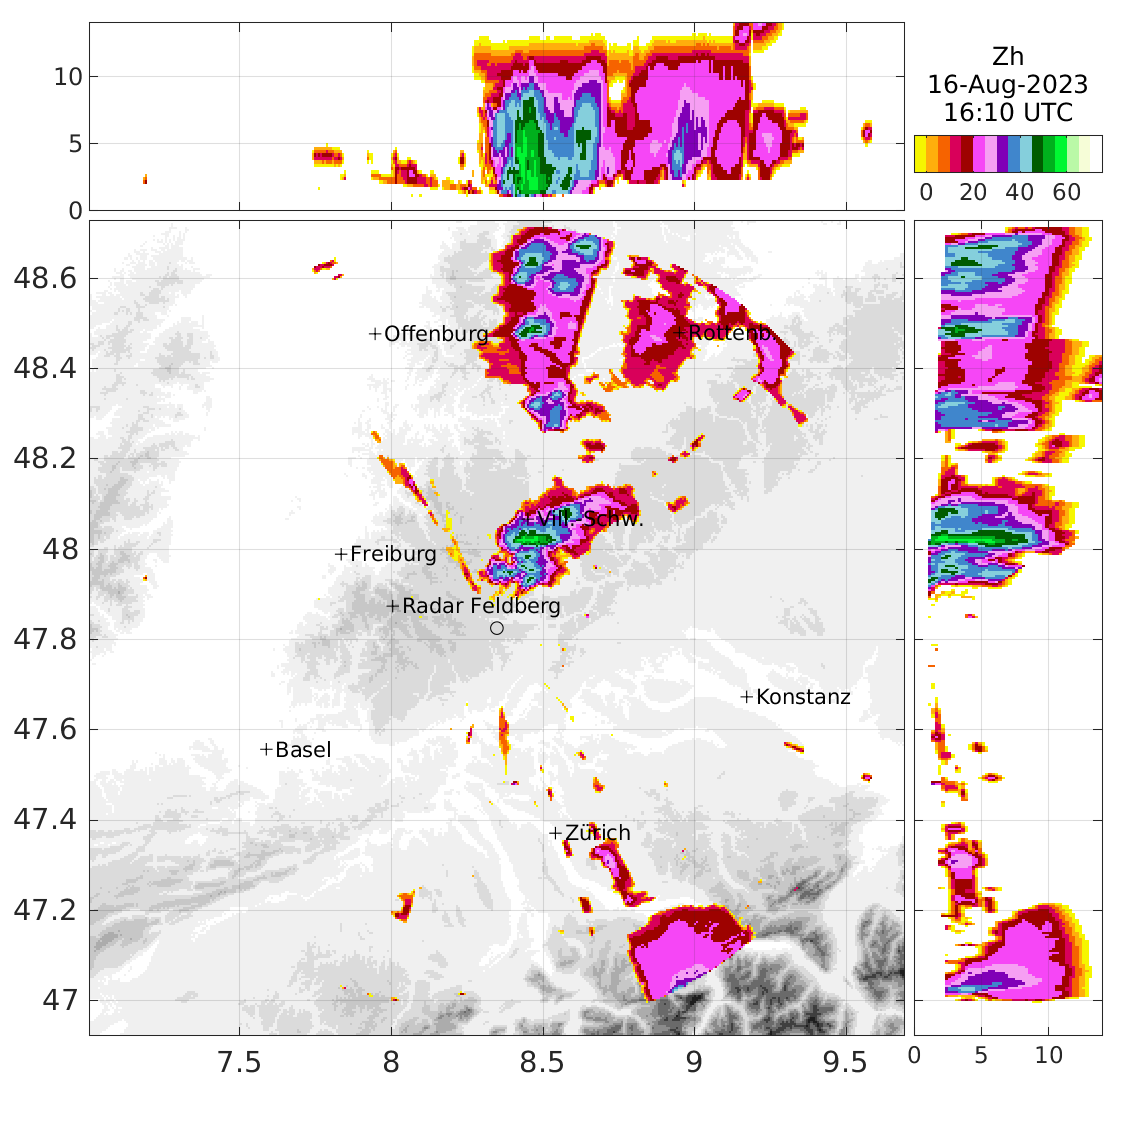 10
5
0
Zh
16-Aug-2023
16:10 UTC
0 20 40 60
48.6
48.4
48.2
48
47.8
47.6
47.4
47.2
47
+Offenburg
+Rottenb.
+Vill.-Schw.
+Freiburg
+Radar Feldberg
+Konstanz
+Basel
+Zürich
7.5 8 8.5 9 9.5
0 5 10